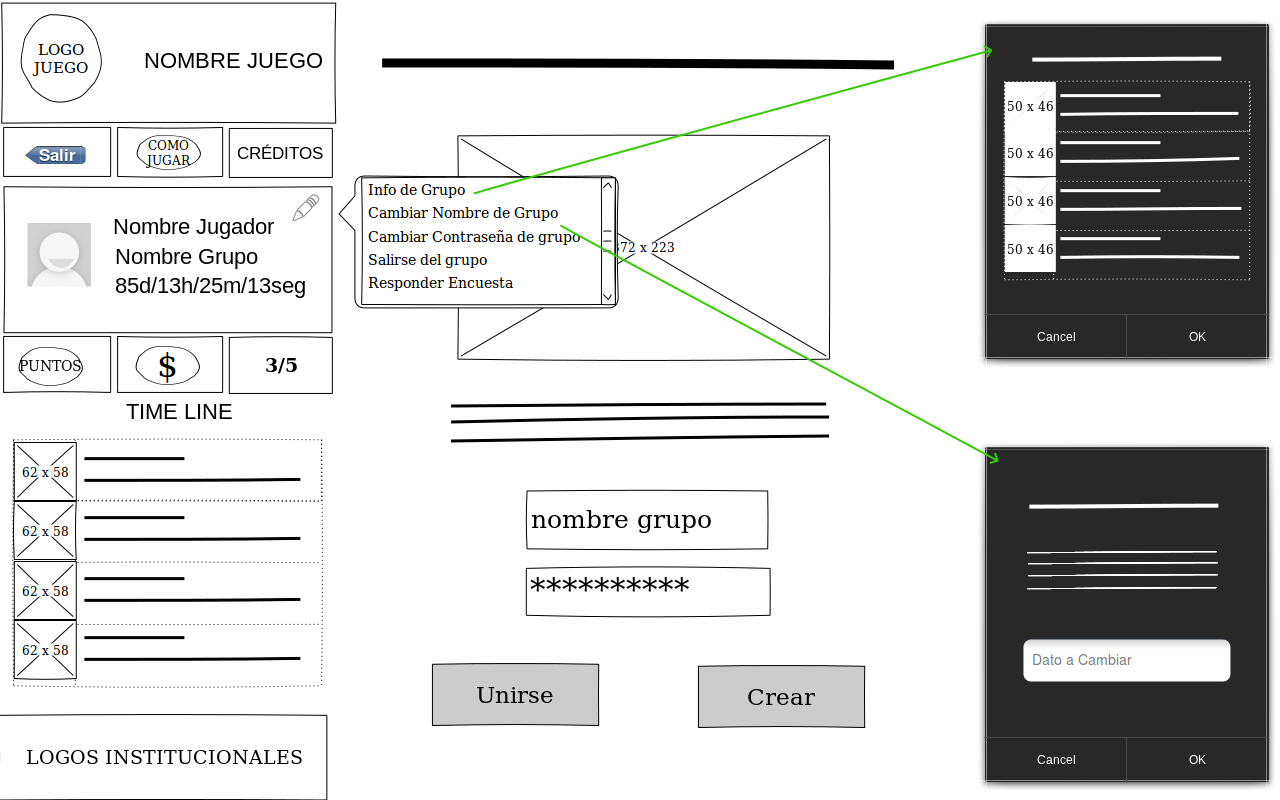 LOGO
JUEGO
NOMBRE JUEGO
Salir
COMO
JUGAR
CRÉDITOS
Nombre Jugador
Nombre Grupo
85d/13h/25m/13seg
PUNTOS
$
3/5
TIME LINE
62 x 58
62 x 58
62 x 58
62 x 58
LOGOS INSTITUCIONALES
Info de Grupo
Cambiar Nombre de Grupo
Cambiar Contraseña de grupo
Salirse del grupo
Responder Encuesta
372 x 223
nombre grupo
**********
Unirse
Crear
50 x 46
50 x 46
50 x 46
50 x 46
Cancel
OK
Dato a Cambiar
Cancel
OK